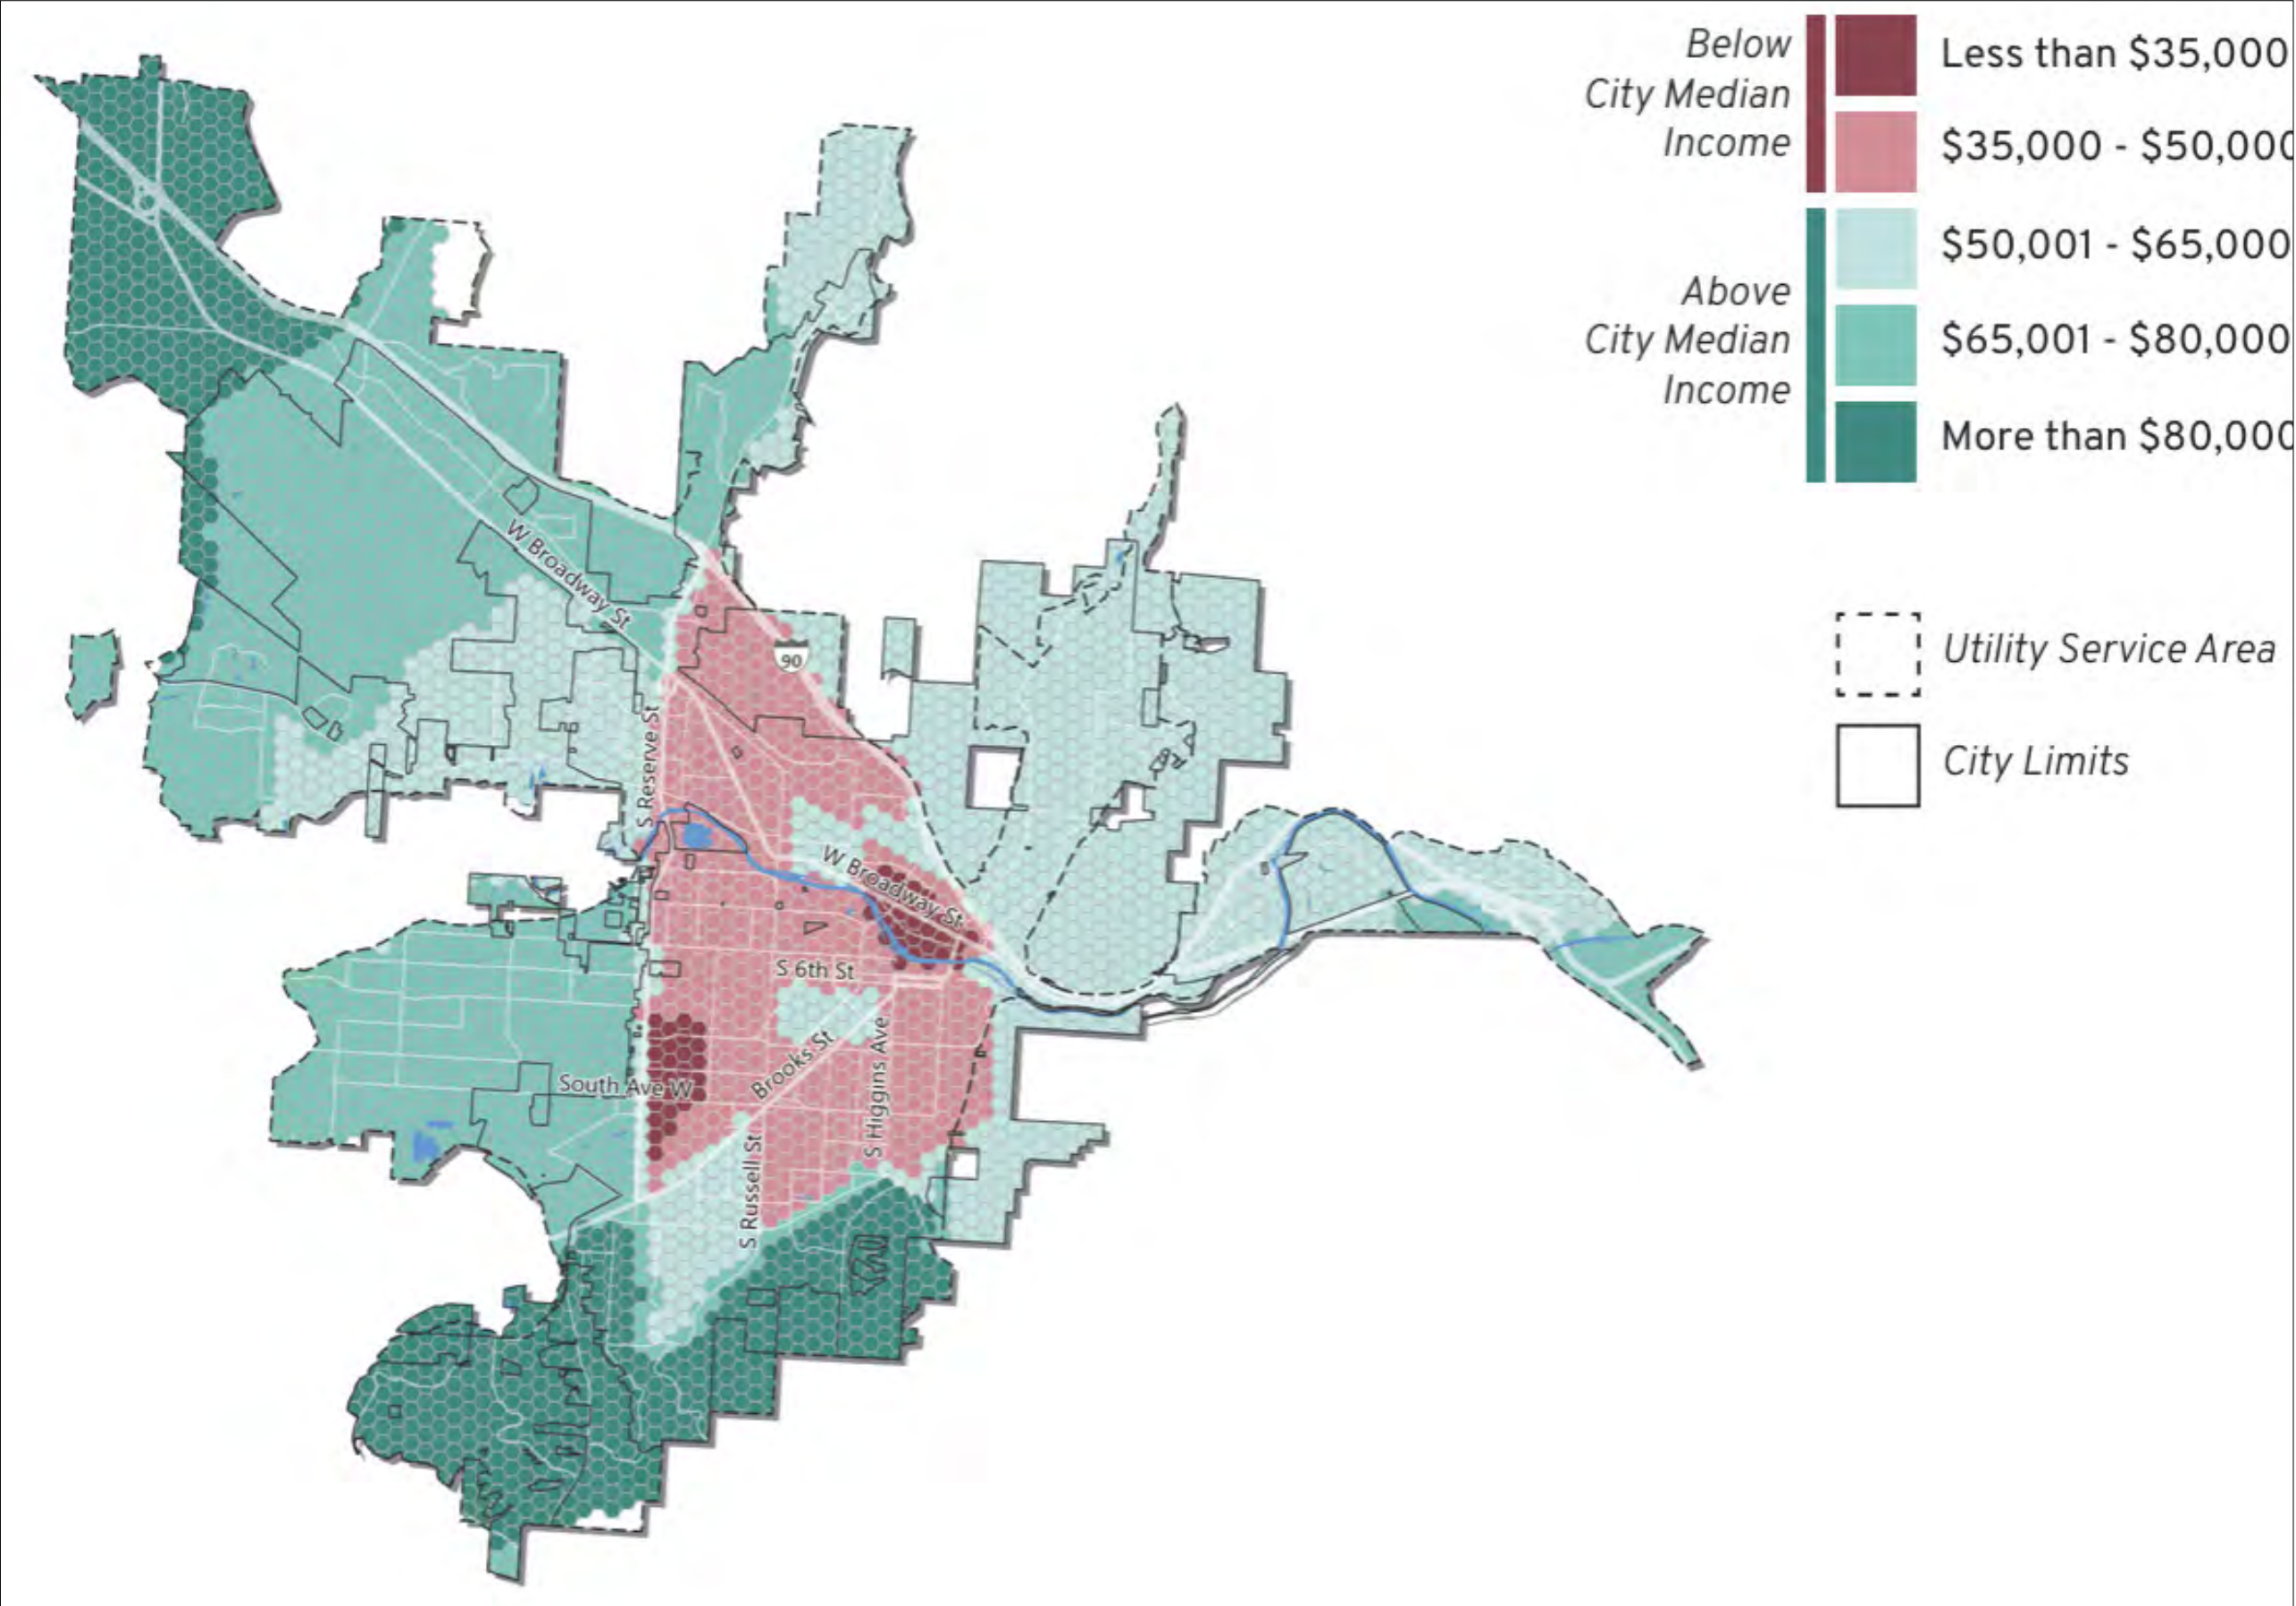 Below
City Median
Income
Less than $35,000
$35,000 - $50,000
$50,001 - $65,000
Above
City Median
Income
$65,001 - $80,000
More than $80,000
Utility Service Area
City Limits
W Broadway St
90
S Reserve St
W Broadway St
S 6th St
Brooks St
South Ave W
S Higgins Ave
S Russell St